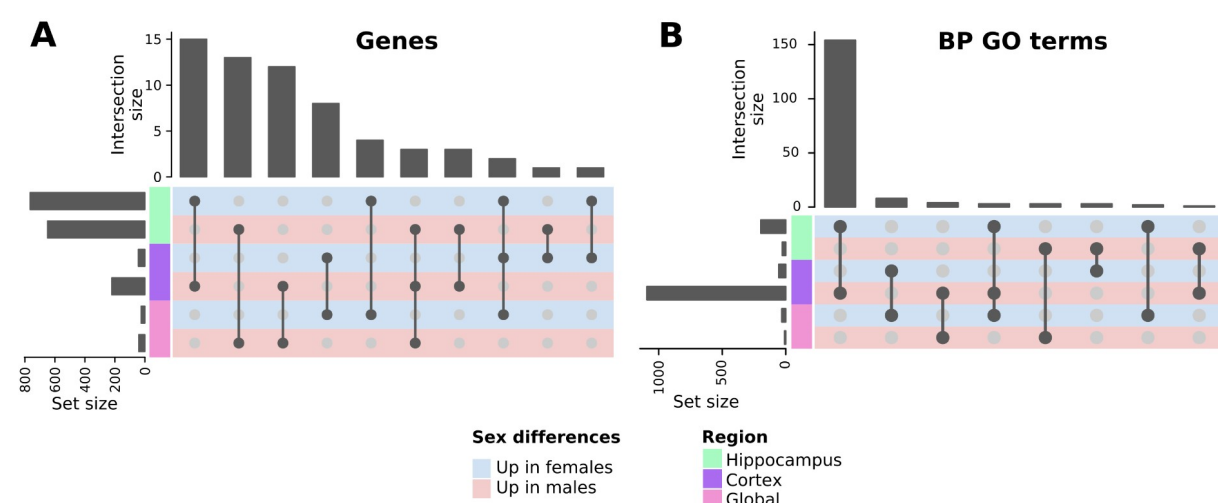 A
Genes
Intersection
size
15
10
5
0
800
600
400
200
0
Set size
B
BP GO terms
Intersection
size
150
100
50
0
1000
500
0
Set size
Sex differences
Up in females
Up in males
Region
Hippocampus
Cortex
Global